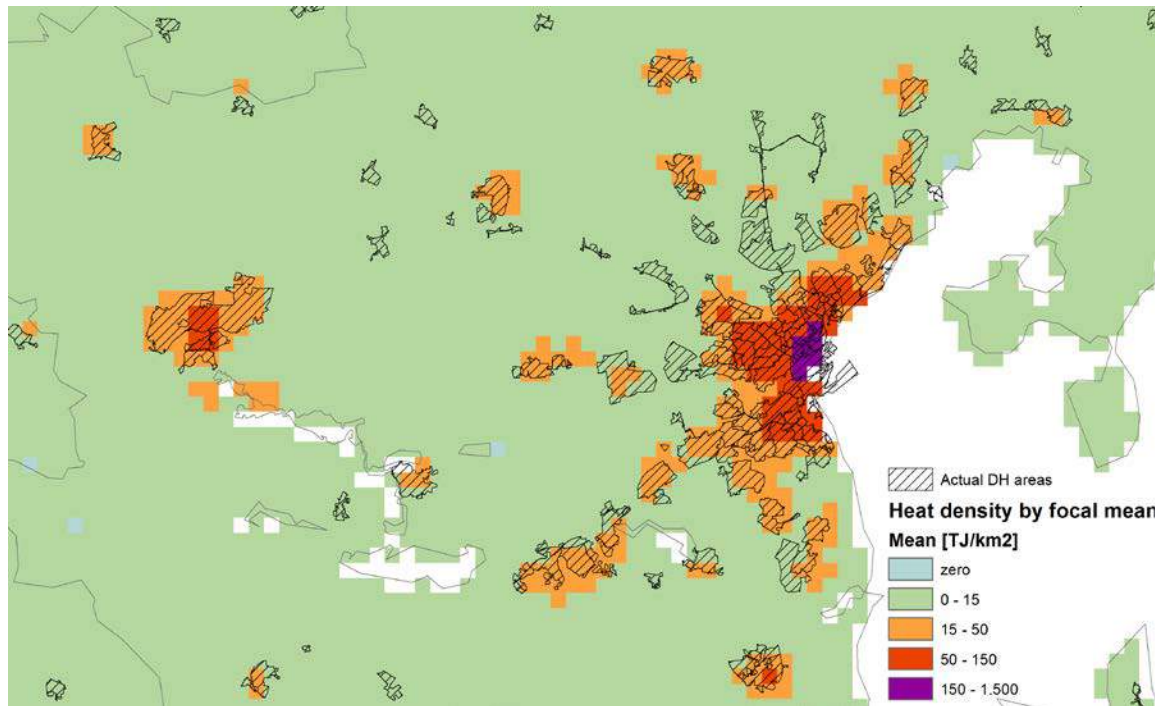 Actual DH areas
Heat density by focal mean
Mean [TJ/km2]
zero
0 - 15
15 - 50
50 - 150
150 - 1.500